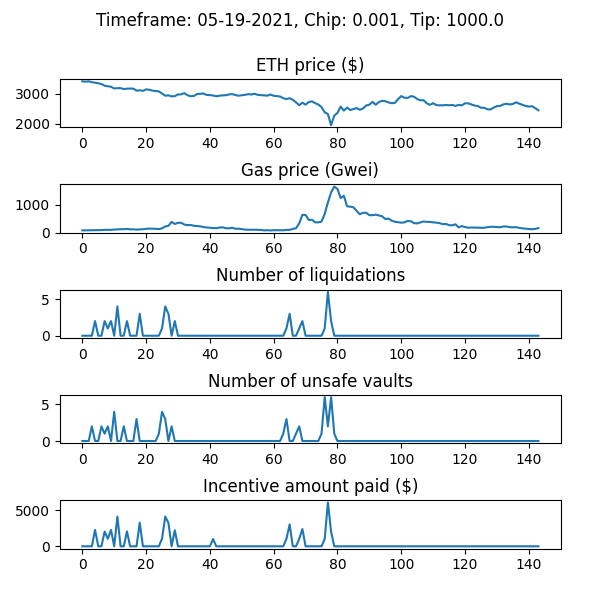 Timeframe: 05-19-2021, Chip: 0.001, Tip: 1000.0
ETH price ($)
3000
2000
0 20 40 60 80 100 120 140
Gas price (Gwei)
1000
0
0 20 40 60 80 100 120 140
Number of liquidations
5
0
0 20 40 60 80 100 120 140
Number of unsafe vaults
5
0
0 20 40 60 80 100 120 140
Incentive amount paid ($)
5000
0
0 20 40 60 80 100 120 140